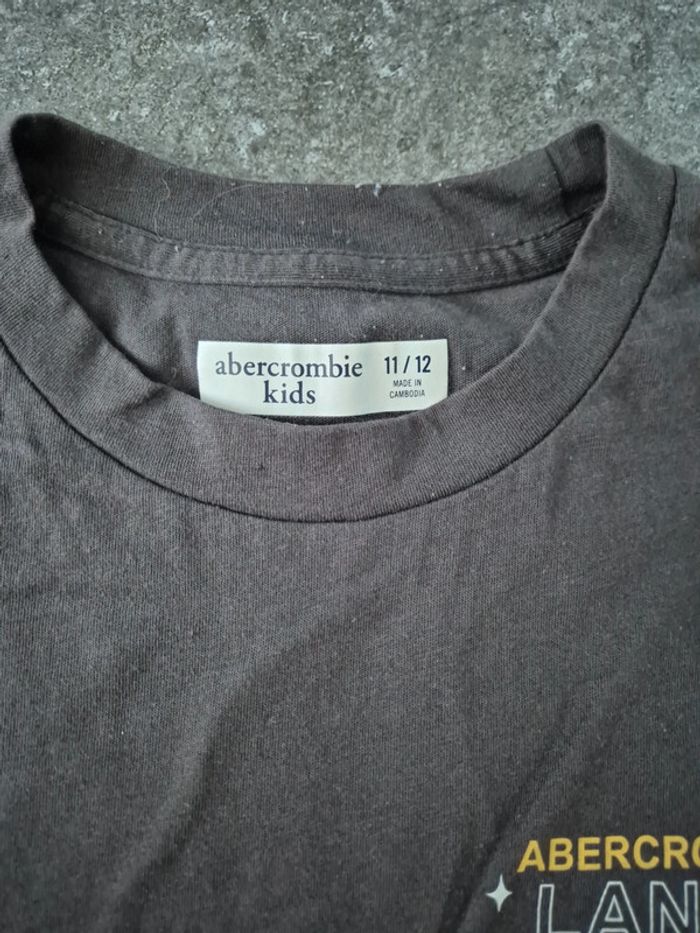 abercrombie
kids
11 / 12
MADE IN
CAMBODIA